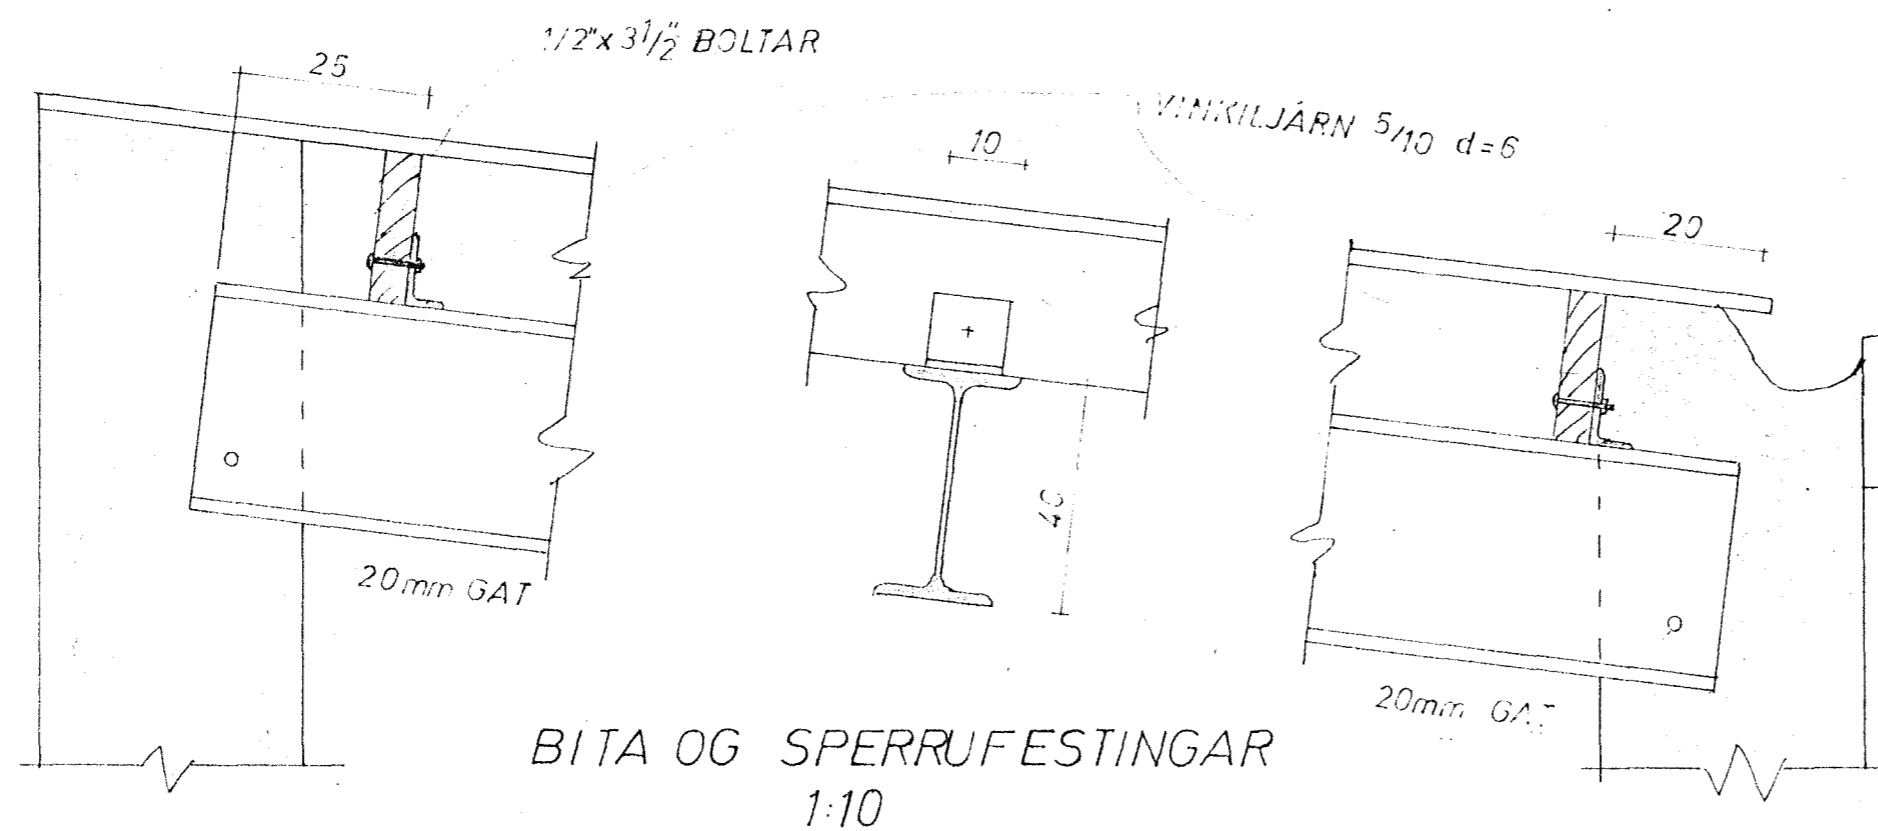 1/2"x 3 1/2" BOLTAR
25
VINKILJÁRN 5/10 d=6
10
20
40
20mm GAT
20mm GAT
BITA OG SPERRUFESTINGAR
1:10